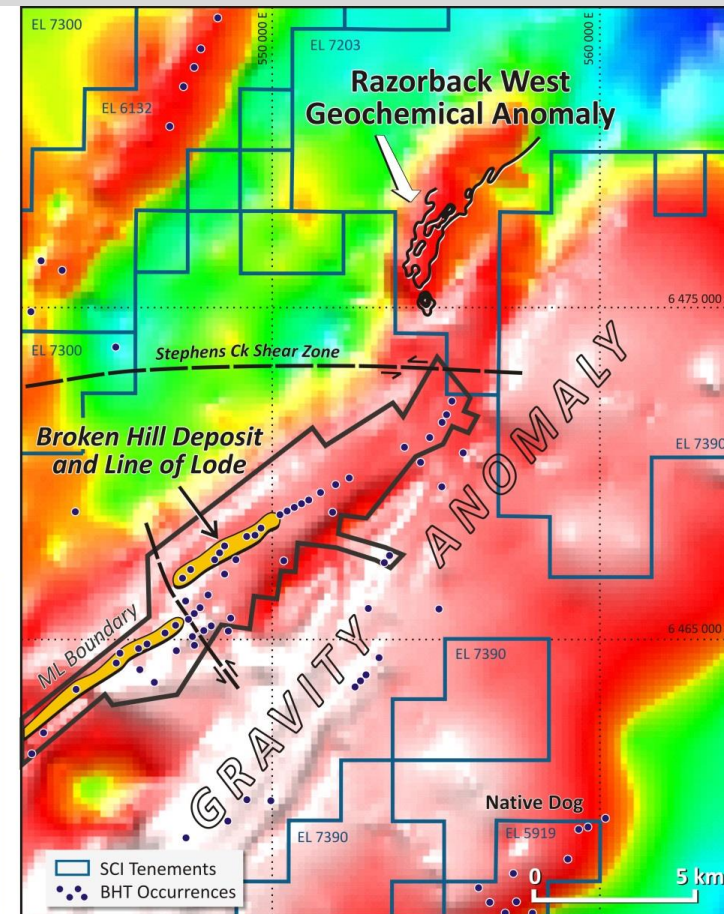 EL 7300
550 000 E
EL 7203
560 000 E
EL 6132
Razorback West
Geochemical Anomaly
6 475 000
EL 7300
Stephens Ck Shear Zone
Broken Hill Deposit
and Line of Lode
EL 7390
GRAVITY ANOMALY
ML Boundary
6 465 000
EL 7390
Native Dog
EL 7390
EL 5919
SCI Tenements
BHT Occurrences
0
5 km